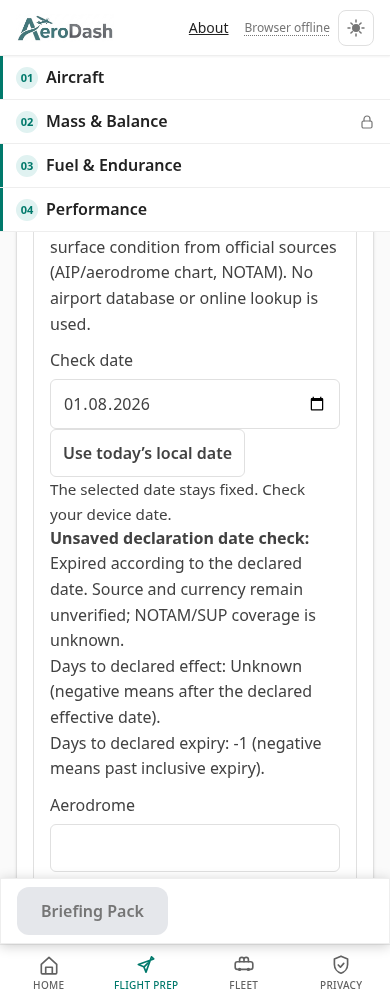 AeroDash
About
Browser offline
01 Aircraft
02 Mass & Balance
03 Fuel & Endurance
04 Performance
surface condition from official sources
(AIP/aerodrome chart, NOTAM). No
airport database or online lookup is
used.
Check date
01.08.2026
Use today’s local date
The selected date stays fixed. Check
your device date.
Unsaved declaration date check:
Expired according to the declared
date. Source and currency remain
unverified; NOTAM/SUP coverage is
unknown.
Days to declared effect: Unknown
(negative means after the declared
effective date).
Days to declared expiry: -1 (negative
means past inclusive expiry).
Aerodrome
Briefing Pack
HOME
FLIGHT PREP
FLEET
PRIVACY